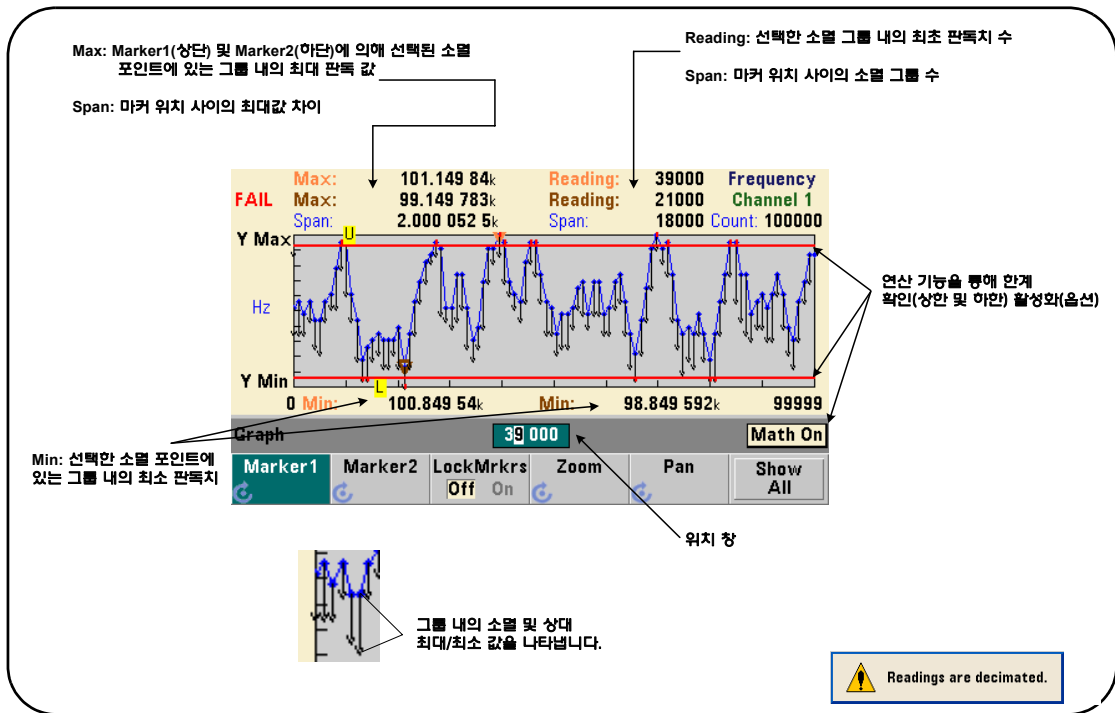 Max: Marker1(상단) 및 Marker2(하단)에 의해 선택된 소멸
포인트에 있는 그룹 내의 최대 판독 값
Span: 마커 위치 사이의 최대값 차이
Reading: 선택한 소멸 그룹 내의 최초 판독치 수
Span: 마커 위치 사이의 소멸 그룹 수
Max: 101.149 84k Reading: 39000 Frequency
FAIL Max: 99.149 783k Reading: 21000 Channel 1
Span: 2.000 052 5k Span: 18000 Count: 100000
U
Y Max
Hz
연산 기능을 통해 한계
확인(상한 및 하한) 활성화(옵션)
Y Min
L
0 Min: 100.849 54k Min: 98.849 592k 99999
Graph 39 000 Math On
Min: 선택한 소멸 포인트에
있는 그룹 내의 최소 판독치
Marker1 Marker2 LockMrkrs Zoom Pan Show
Off On All
위치 창
그룹 내의 소멸 및 상대
최대/최소 값을 나타냅니다.
Readings are decimated.